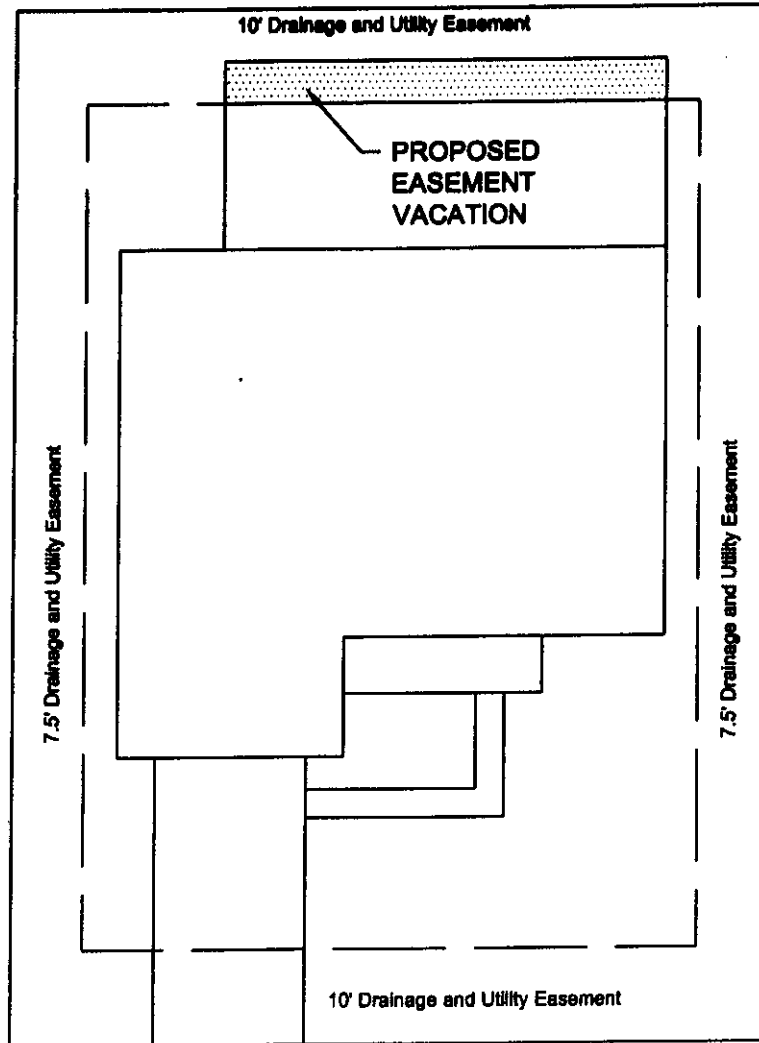 10' Drainage and Utility Easement
PROPOSED
EASEMENT
VACATION
7.5' Drainage and Utility Easement
7.5' Drainage and Utility Easement
10' Drainage and Utility Easement